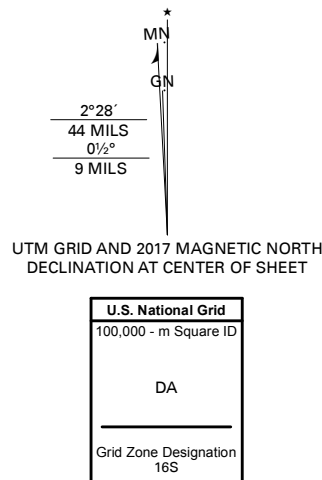 ★
MN
GN
2°28´
44 MILS
0½°
9 MILS
UTM GRID AND 2017 MAGNETIC NORTH
DECLINATION AT CENTER OF SHEET
U.S. National Grid
100,000 - m Square ID
DA
Grid Zone Designation
16S